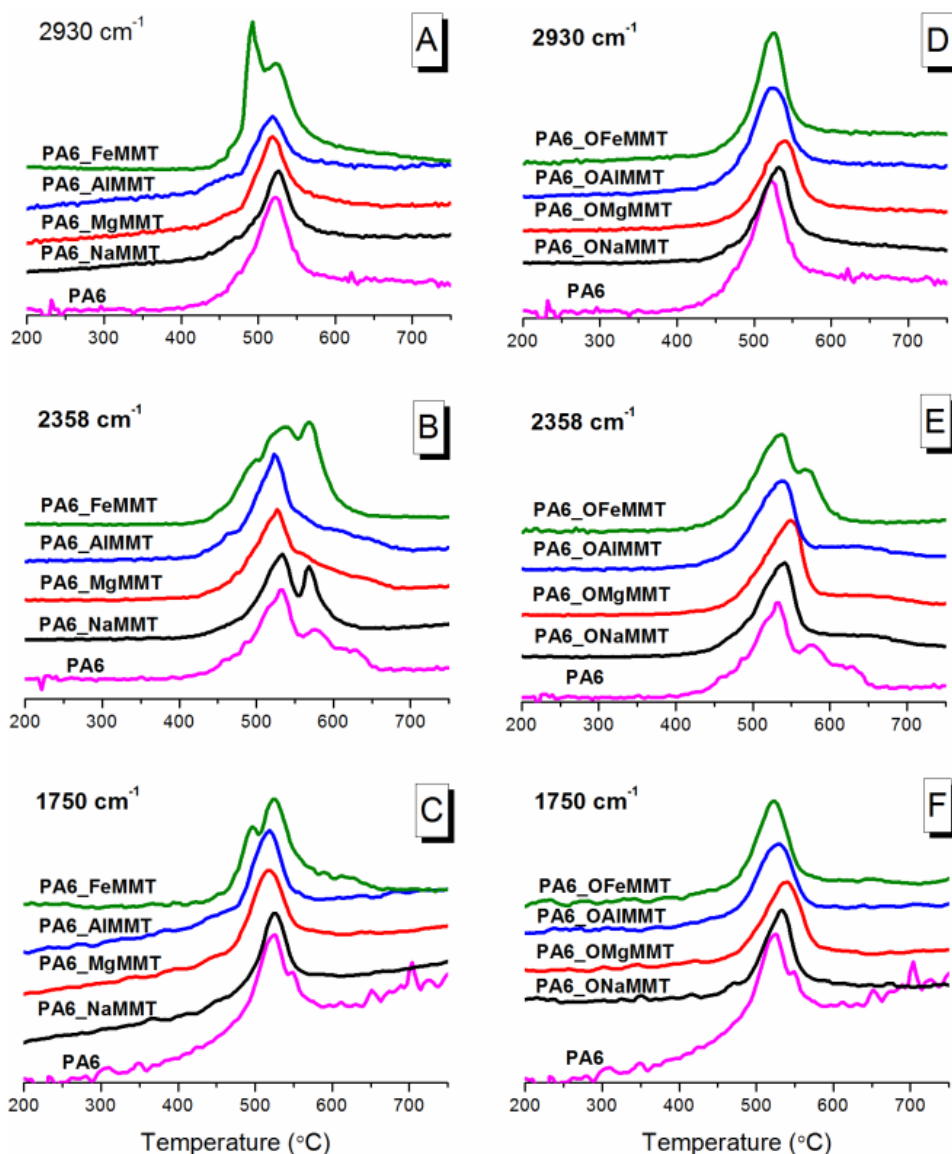 2930 cm-1
A
PA6_FeMMT
PA6_AlMMT
PA6_MgMMT
PA6_NaMMT
PA6
200 300 400 500 600 700
2930 cm-1
D
PA6_OFeMMT
PA6_OAlMMT
PA6_OMgMMT
PA6_ONaMMT
PA6
200 300 400 500 600 700
2358 cm-1
B
PA6_FeMMT
PA6_AlMMT
PA6_MgMMT
PA6_NaMMT
PA6
200 300 400 500 600 700
2358 cm-1
E
PA6_OFeMMT
PA6_OAlMMT
PA6_OMgMMT
PA6_ONaMMT
PA6
200 300 400 500 600 700
1750 cm-1
C
PA6_FeMMT
PA6_AlMMT
PA6_MgMMT
PA6_NaMMT
PA6
200 300 400 500 600 700
Temperature (°C)
1750 cm-1
F
PA6_OFeMMT
PA6_OAlMMT
PA6_OMgMMT
PA6_ONaMMT
PA6
200 300 400 500 600 700
Temperature (°C)